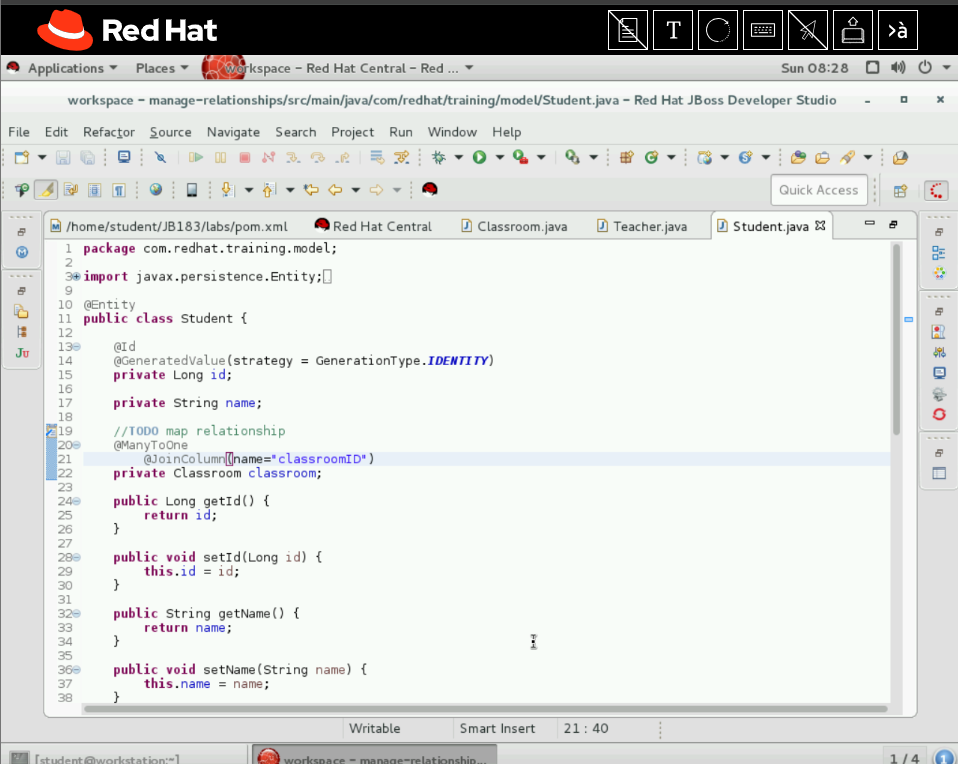 Red Hat
T
>à
Applications Places workspace – Red Hat Central – Red ... Sun 08:28
workspace – manage-relationships/src/main/java/com/redhat/training/model/Student.java – Red Hat JBoss Developer Studio
File Edit Refactor Source Navigate Search Project Run Window Help
Quick Access
/home/student/JB183/labs/pom.xml Red Hat Central Classroom.java Teacher.java Student.java
1 package com.redhat.training.model;
2
3 import javax.persistence.Entity;
9
10 @Entity
11 public class Student {
12
13 @Id
14 @GeneratedValue(strategy = GenerationType.IDENTITY)
15 private Long id;
16
17 private String name;
18
19 //TODO map relationship
20 @ManyToOne
21 @JoinColumn(name="classroomID")
22 private Classroom classroom;
23
24 public Long getId() {
25 return id;
26 }
27
28 public void setId(Long id) {
29 this.id = id;
30 }
31
32 public String getName() {
33 return name;
34 }
35
36 public void setName(String name) {
37 this.name = name;
38 }
Writable Smart Insert 21 : 40
[student@workstation:~] workspace – manage-relationship... 1 / 4 1